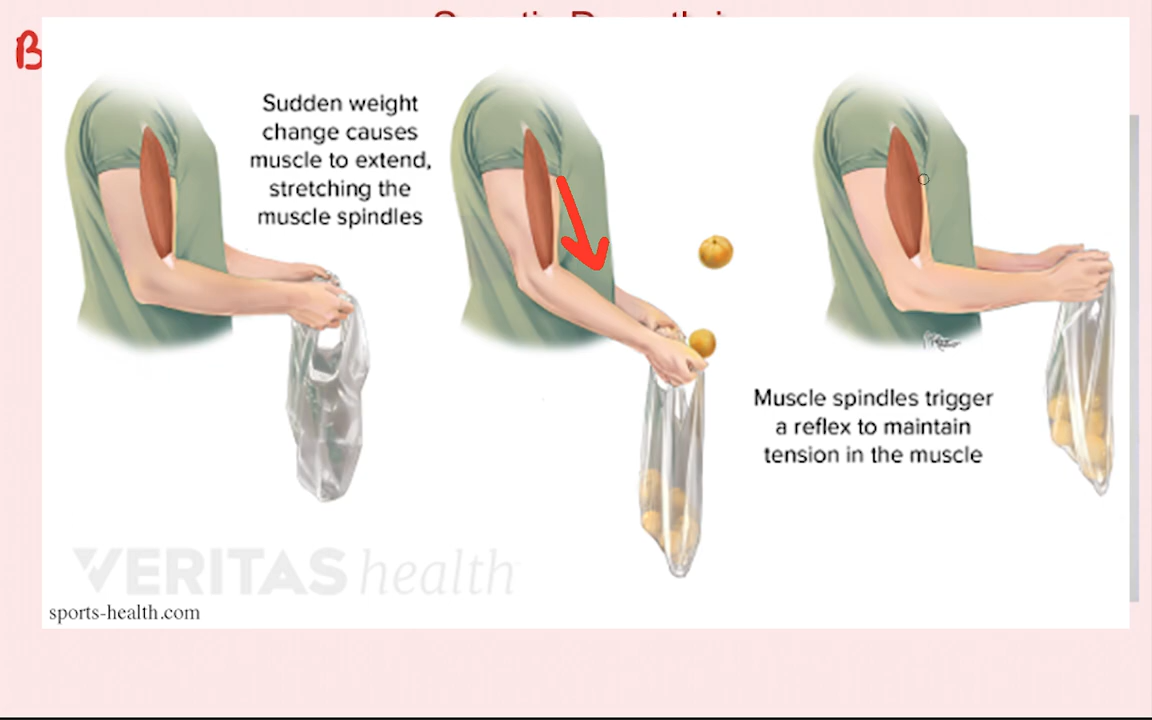 B
Sudden weight
change causes
muscle to extend,
stretching the
muscle spindles
Muscle spindles trigger
a reflex to maintain
tension in the muscle
VERITAS health
sports-health.com